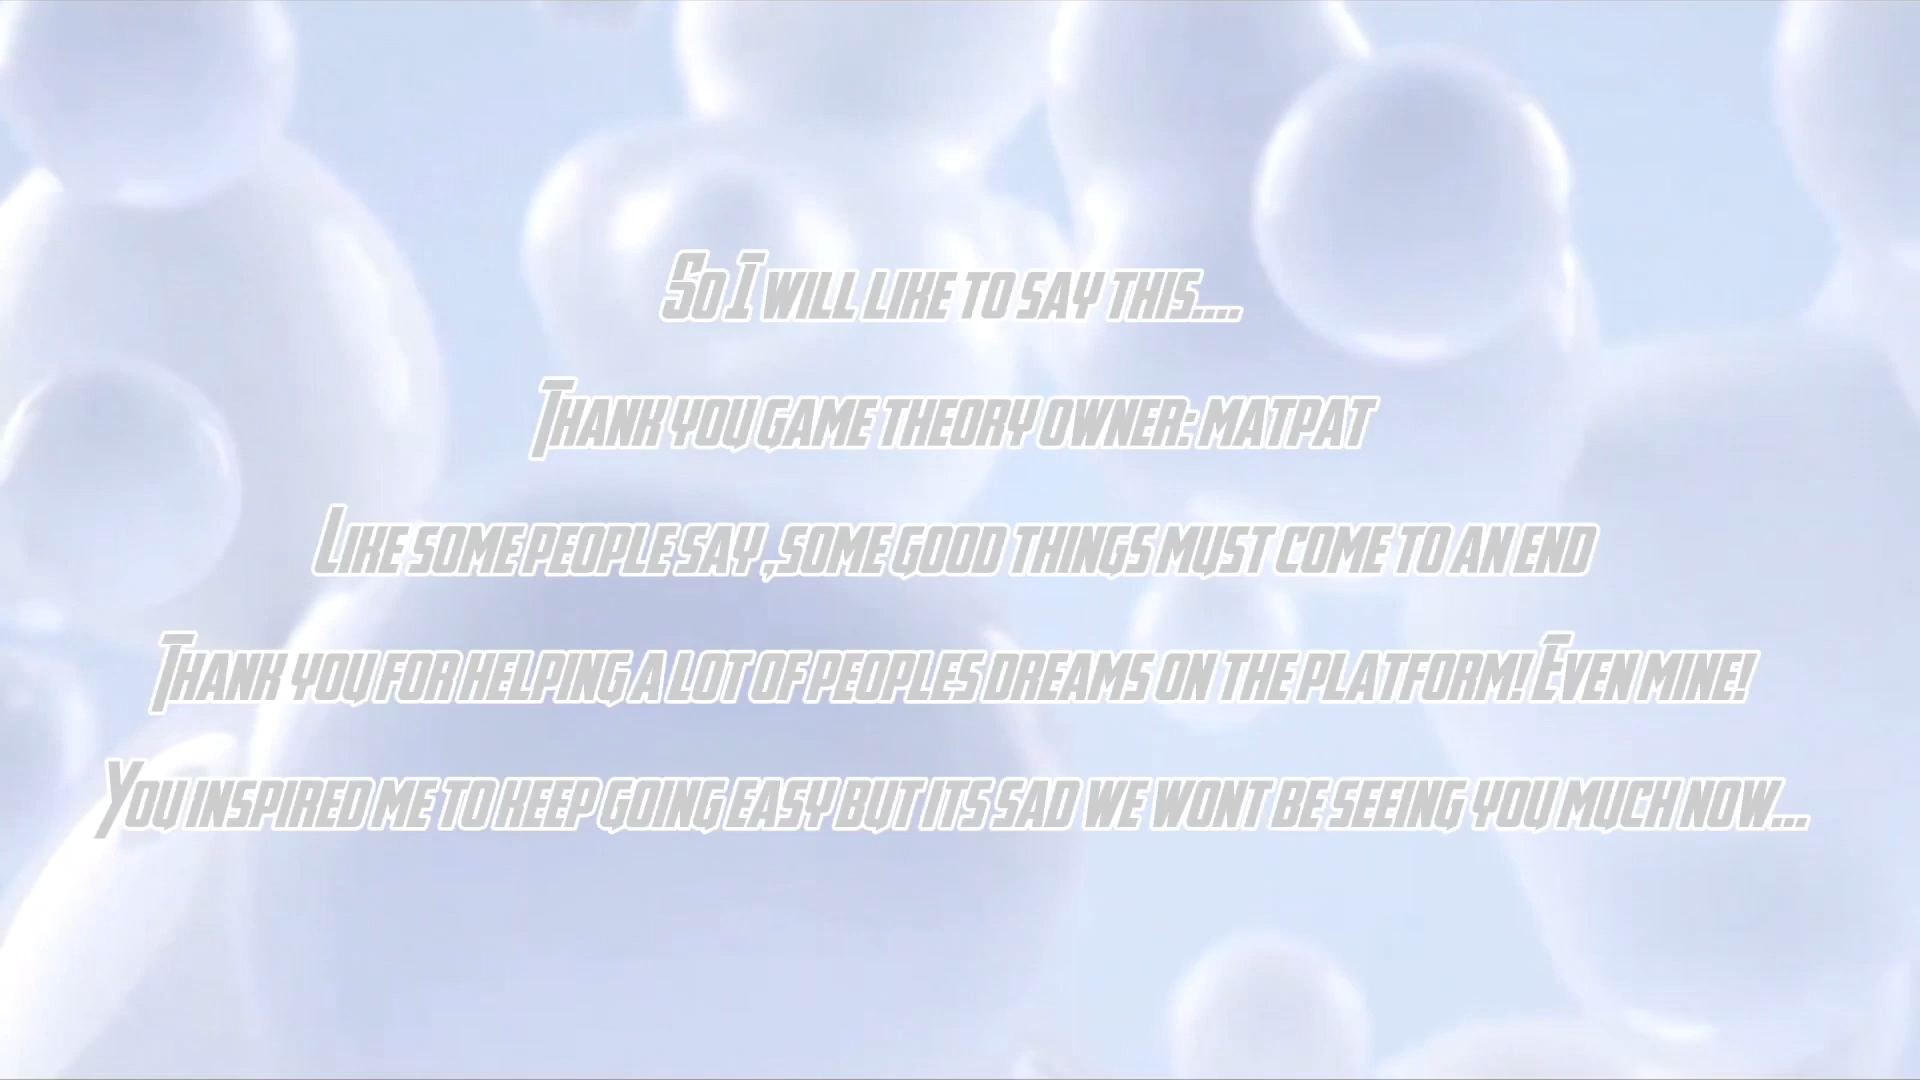 So I will like to say this....
Thank you game theory owner: matpat
Like some people say ,some good things must come to an end
Thank you for helping a lot of peoples dreams on the platform! Even mine!
You inspired me to keep going easy but its sad we wont be seeing you much now...